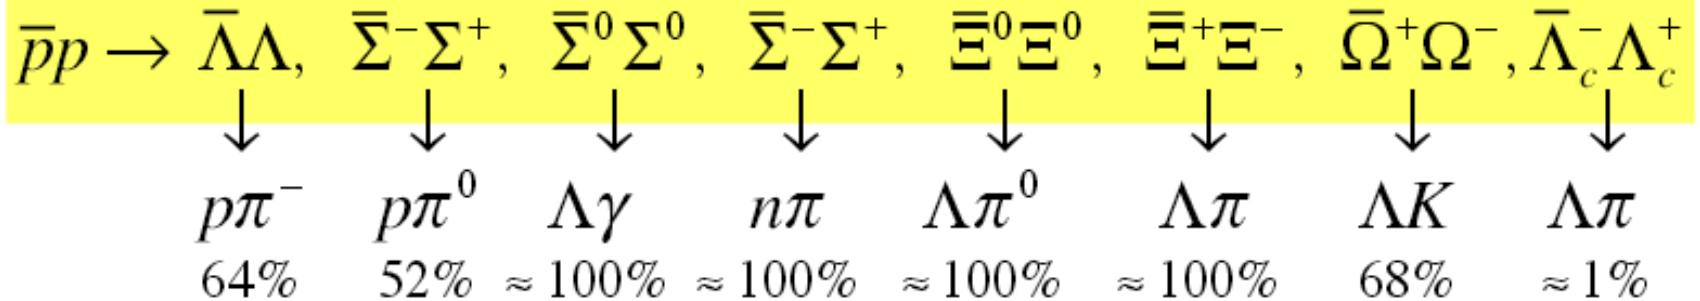 p̅p → Λ̅Λ, Σ̅⁻Σ⁺, Σ̅⁰Σ⁰, Σ̅⁻Σ⁺, Ξ̅⁰Ξ⁰, Ξ̅⁺Ξ⁻, Ω̅⁺Ω⁻, Λ̅c⁻Λc⁺
↓ ↓ ↓ ↓ ↓ ↓ ↓ ↓
pπ⁻ pπ⁰ Λγ nπ Λπ⁰ Λπ ΛK Λπ
64% 52% ≈ 100% ≈ 100% ≈ 100% ≈ 100% 68% ≈ 1%